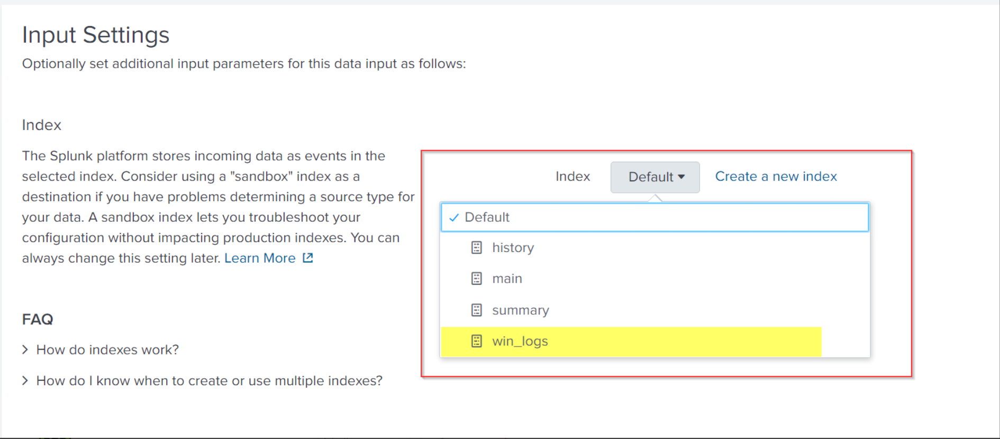 Input Settings
Optionally set additional input parameters for this data input as follows:
Index
The Splunk platform stores incoming data as events in the
selected index. Consider using a "sandbox" index as a
destination if you have problems determining a source type for
your data. A sandbox index lets you troubleshoot your
configuration without impacting production indexes. You can
always change this setting later. Learn More
FAQ
How do indexes work?
How do I know when to create or use multiple indexes?
Index Default Create a new index
Default
history
main
summary
win_logs